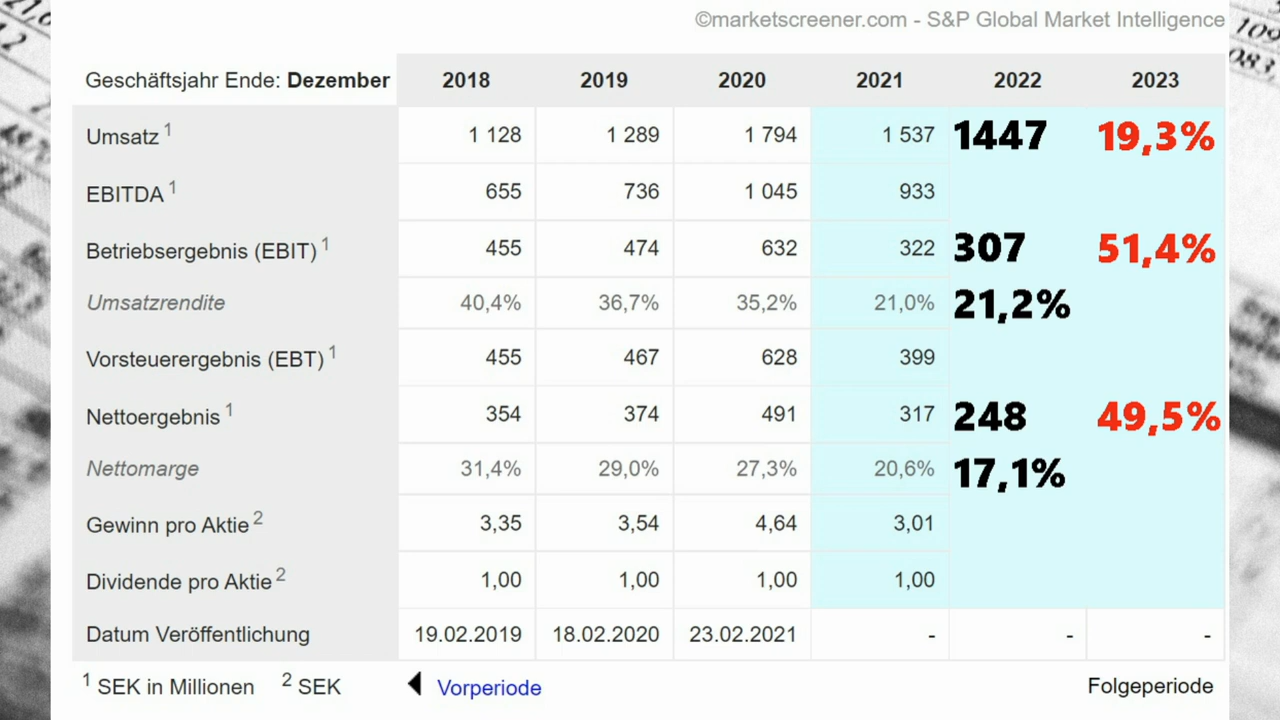 ©marketscreener.com - S&P Global Market Intelligence
Geschäftsjahr Ende: Dezember 2018 2019 2020 2021 2022 2023
Umsatz 1 1 128 1 289 1 794 1 537 1447 19,3%
EBITDA 1 655 736 1 045 933
Betriebsergebnis (EBIT) 1 455 474 632 322 307 51,4%
Umsatzrendite 40,4% 36,7% 35,2% 21,0% 21,2%
Vorsteuerergebnis (EBT) 1 455 467 628 399
Nettoergebnis 1 354 374 491 317 248 49,5%
Nettomarge 31,4% 29,0% 27,3% 20,6% 17,1%
Gewinn pro Aktie 2 3,35 3,54 4,64 3,01
Dividende pro Aktie 2 1,00 1,00 1,00 1,00
Datum Veröffentlichung 19.02.2019 18.02.2020 23.02.2021 - - -
1 SEK in Millionen 2 SEK Vorperiode Folgeperiode